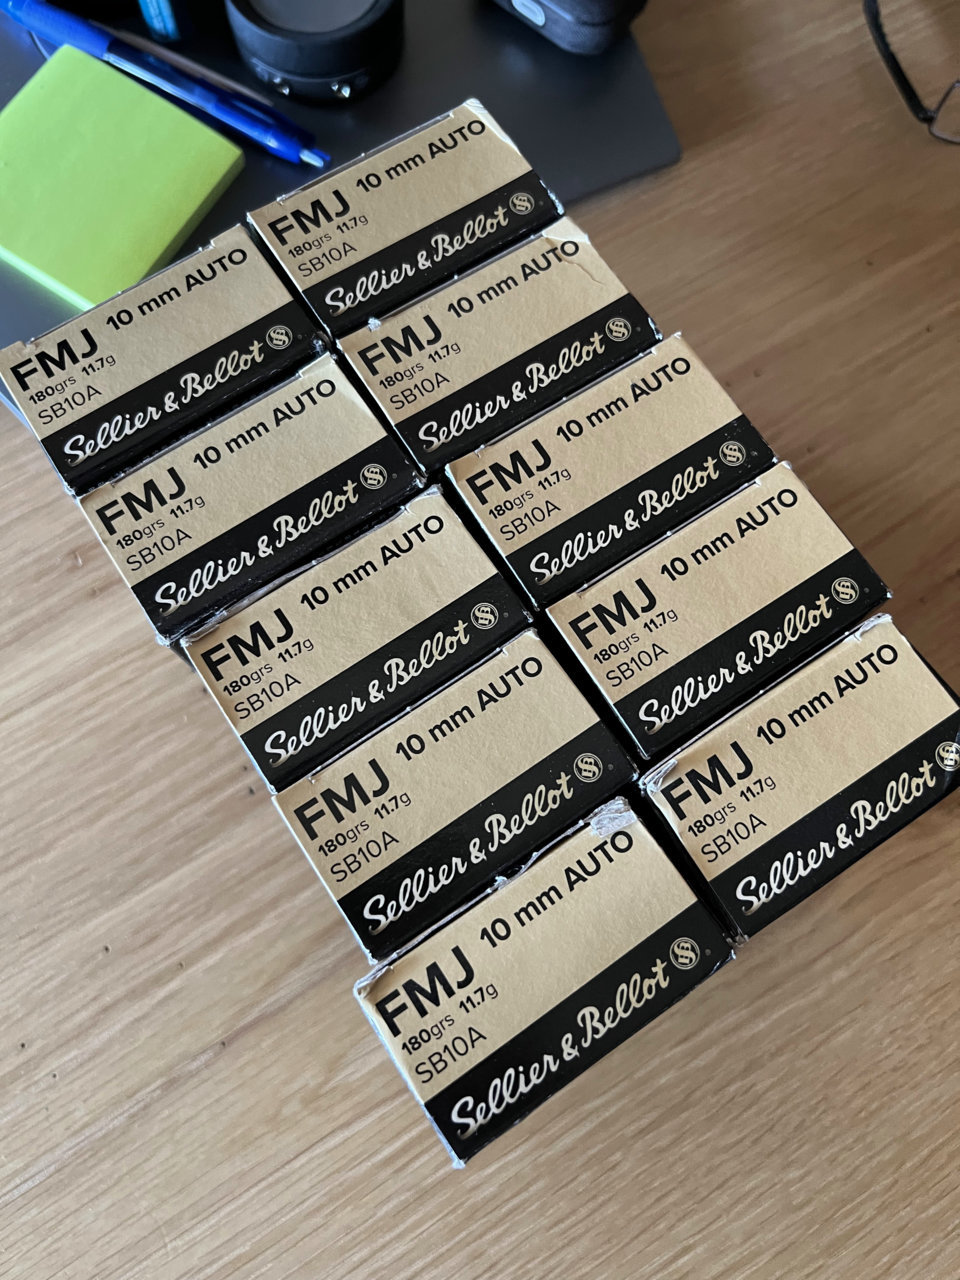 FMJ 10 mm AUTO
180grs 11.7g
SB10A
Sellier & Bellot
FMJ 10 mm AUTO
180grs 11.7g
SB10A
Sellier & Bellot
FMJ 10 mm AUTO
180grs 11.7g
SB10A
Sellier & Bellot
FMJ 10 mm AUTO
180grs 11.7g
SB10A
Sellier & Bellot
FMJ 10 mm AUTO
180grs 11.7g
SB10A
Sellier & Bellot
FMJ 10 mm AUTO
180grs 11.7g
SB10A
Sellier & Bellot
FMJ 10 mm AUTO
180grs 11.7g
SB10A
Sellier & Bellot
FMJ 10 mm AUTO
180grs 11.7g
SB10A
Sellier & Bellot
FMJ 10 mm AUTO
180grs 11.7g
SB10A
Sellier & Bellot
FMJ 10 mm AUTO
180grs 11.7g
SB10A
Sellier & Bellot